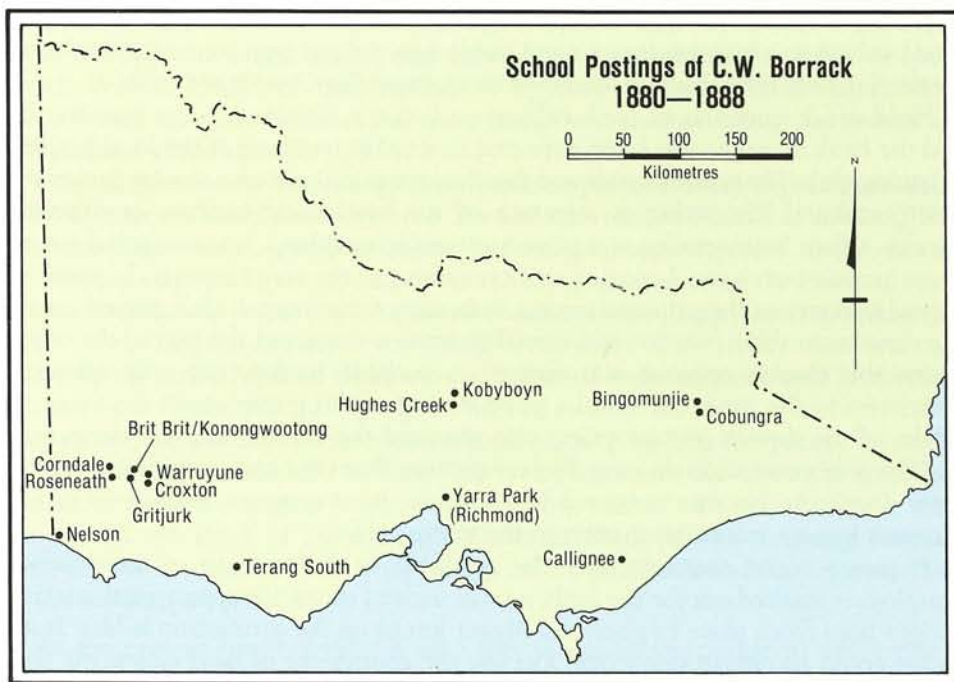 School Postings of C.W. Borrack
1880—1888
0 50 100 150 200
Kilometres
N
Kobyboyn
Hughes Creek
Bingomunjie
Cobungra
Brit Brit/Konongwootong
Corndale
Roseneath
Warruyune
Croxton
Gritjurk
Yarra Park
(Richmond)
Nelson
Terang South
Callignee